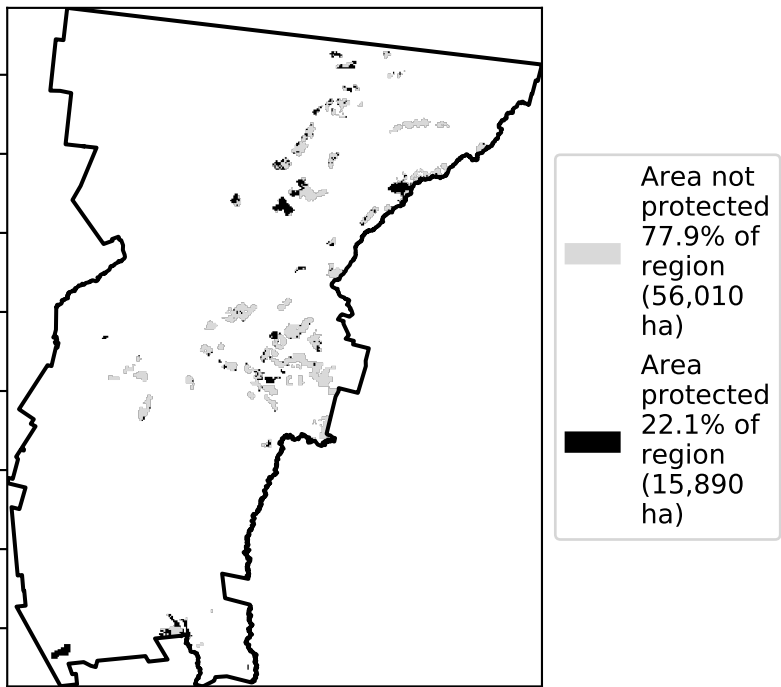 Area not
protected
77.9% of
region
(56,010
ha)
Area
protected
22.1% of
region
(15,890
ha)